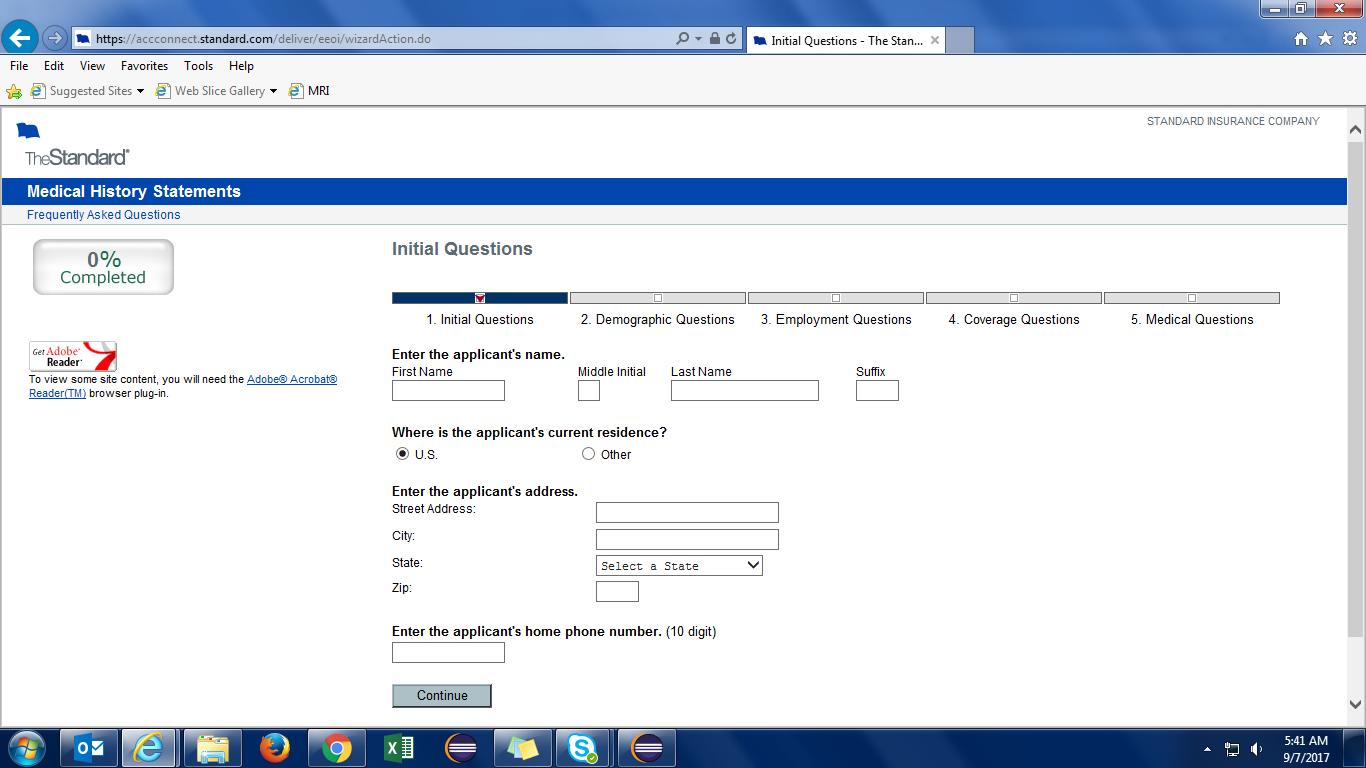 https://accconnect.standard.com/deliver/eeoi/wizardAction.do
Initial Questions - The Stan...
File Edit View Favorites Tools Help
Suggested Sites Web Slice Gallery MRI
STANDARD INSURANCE COMPANY
TheStandard®
Medical History Statements
Frequently Asked Questions
0%
Completed
Get Adobe®
Reader®
To view some site content, you will need the Adobe® Acrobat®
Reader(TM) browser plug-in.
Initial Questions
1. Initial Questions 2. Demographic Questions 3. Employment Questions 4. Coverage Questions 5. Medical Questions
Enter the applicant's name.
First Name Middle Initial Last Name Suffix
Where is the applicant's current residence?
U.S. Other
Enter the applicant's address.
Street Address:
City:
State: Select a State
Zip:
Enter the applicant's home phone number. (10 digit)
Continue
5:41 AM
9/7/2017